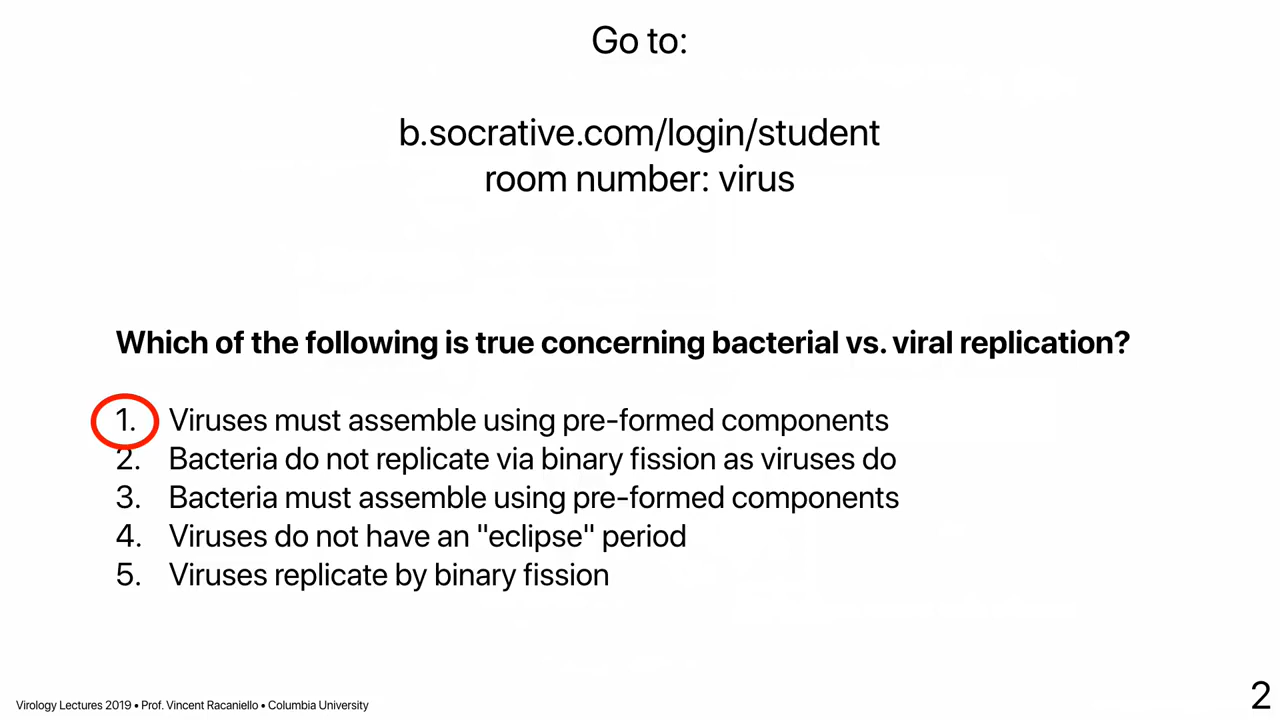 Go to:
b.socrative.com/login/student
room number: virus
Which of the following is true concerning bacterial vs. viral replication?
1. Viruses must assemble using pre-formed components
2. Bacteria do not replicate via binary fission as viruses do
3. Bacteria must assemble using pre-formed components
4. Viruses do not have an "eclipse" period
5. Viruses replicate by binary fission
Virology Lectures 2019 • Prof. Vincent Racaniello • Columbia University
2